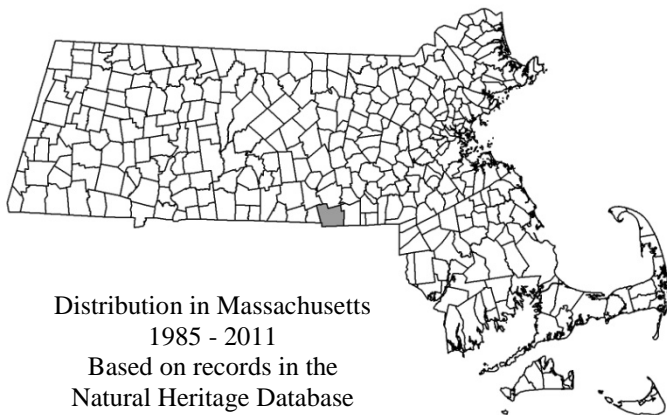 Distribution in Massachusetts
1985 - 2011
Based on records in the
Natural Heritage Database